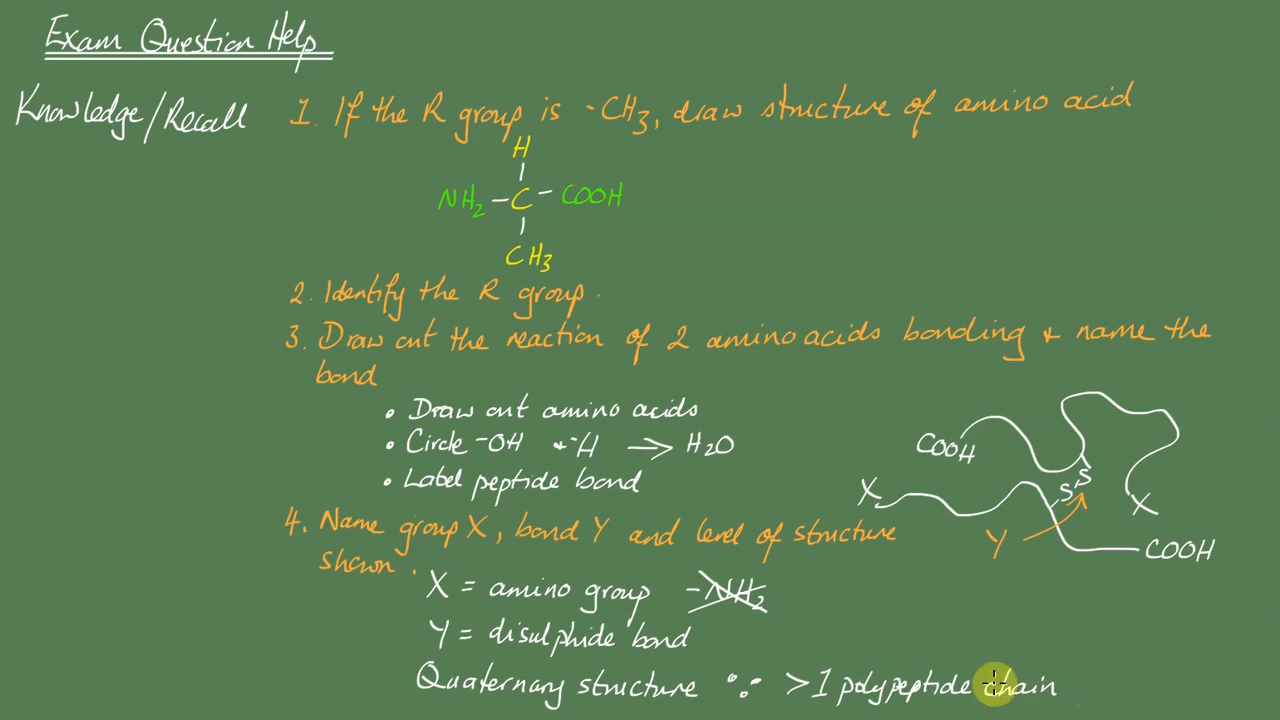 Exam Question Help
Knowledge/Recall
1. If the R group is -CH3, draw structure of amino acid
H
NH2 - C - COOH
CH3
2. Identify the R group.
3. Draw out the reaction of 2 amino acids bonding & name the
bond
• Draw out amino acids
• Circle -OH & -H → H2O
• Label peptide bond
4. Name group X, bond Y and level of structure
shown.
COOH
X
S
S
X
Y
COOH
X = amino group -NH2
Y = disulphide bond
Quaternary structure ∵ >1 polypeptide chain